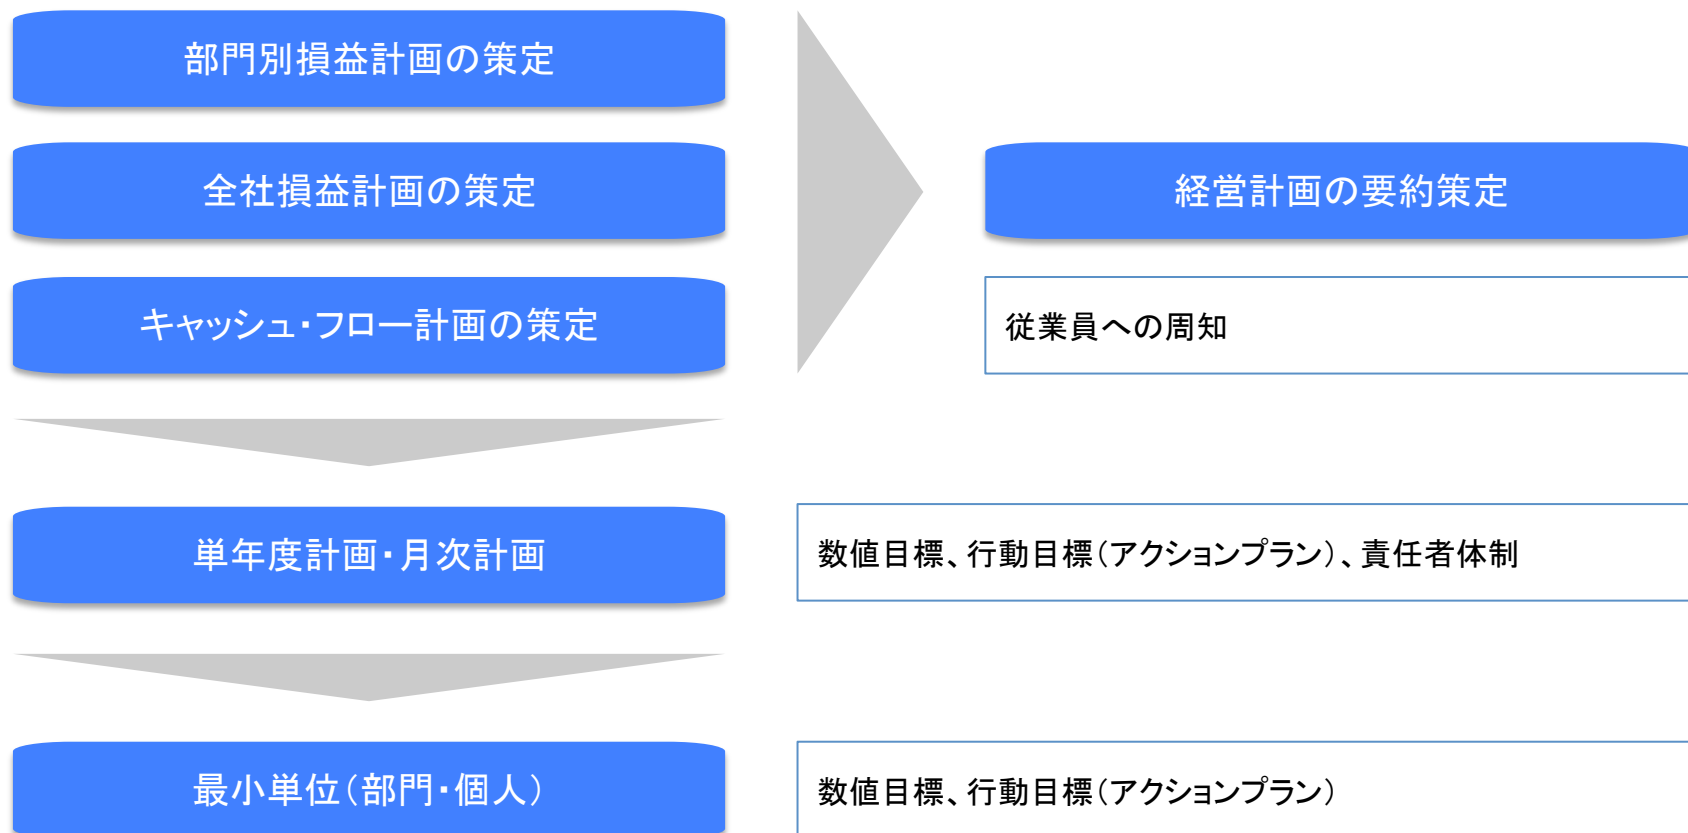 部門別損益計画の策定
全社損益計画の策定
経営計画の要約策定
キャッシュ・フロー計画の策定
従業員への周知
単年度計画・月次計画
数値目標、行動目標（アクションプラン）、責任者体制
最小単位（部門・個人）
数値目標、行動目標（アクションプラン）